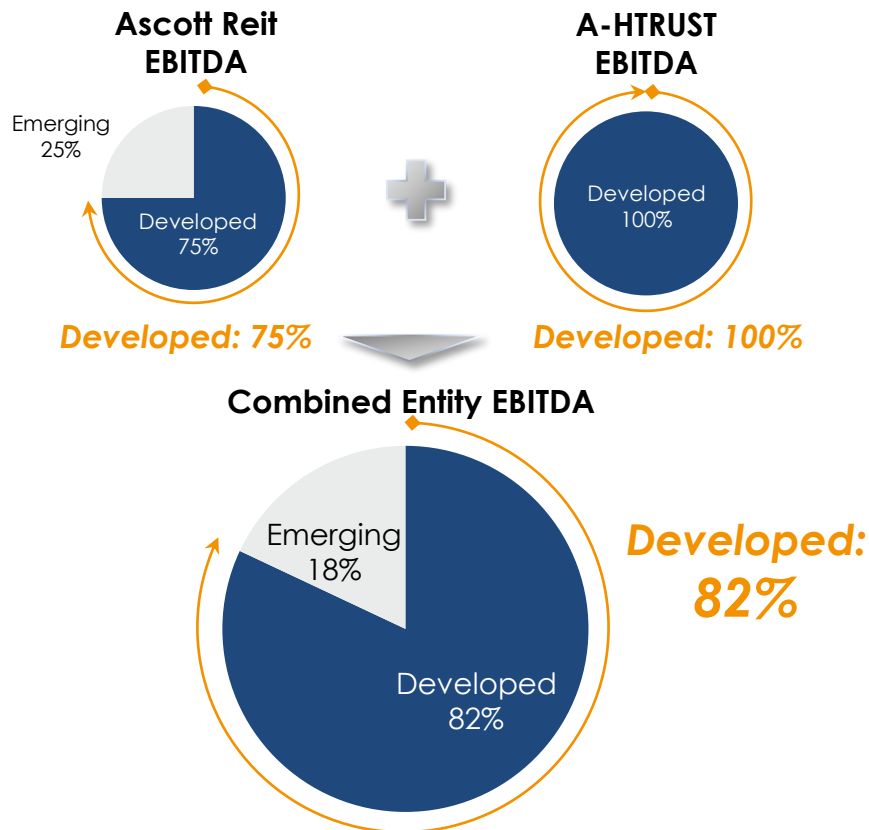 Ascott Reit
EBITDA
Emerging
25%
Developed
75%
Developed: 75%
A-HTRUST
EBITDA
Developed
100%
Developed: 100%
Combined Entity EBITDA
Emerging
18%
Developed
82%
Developed:
82%